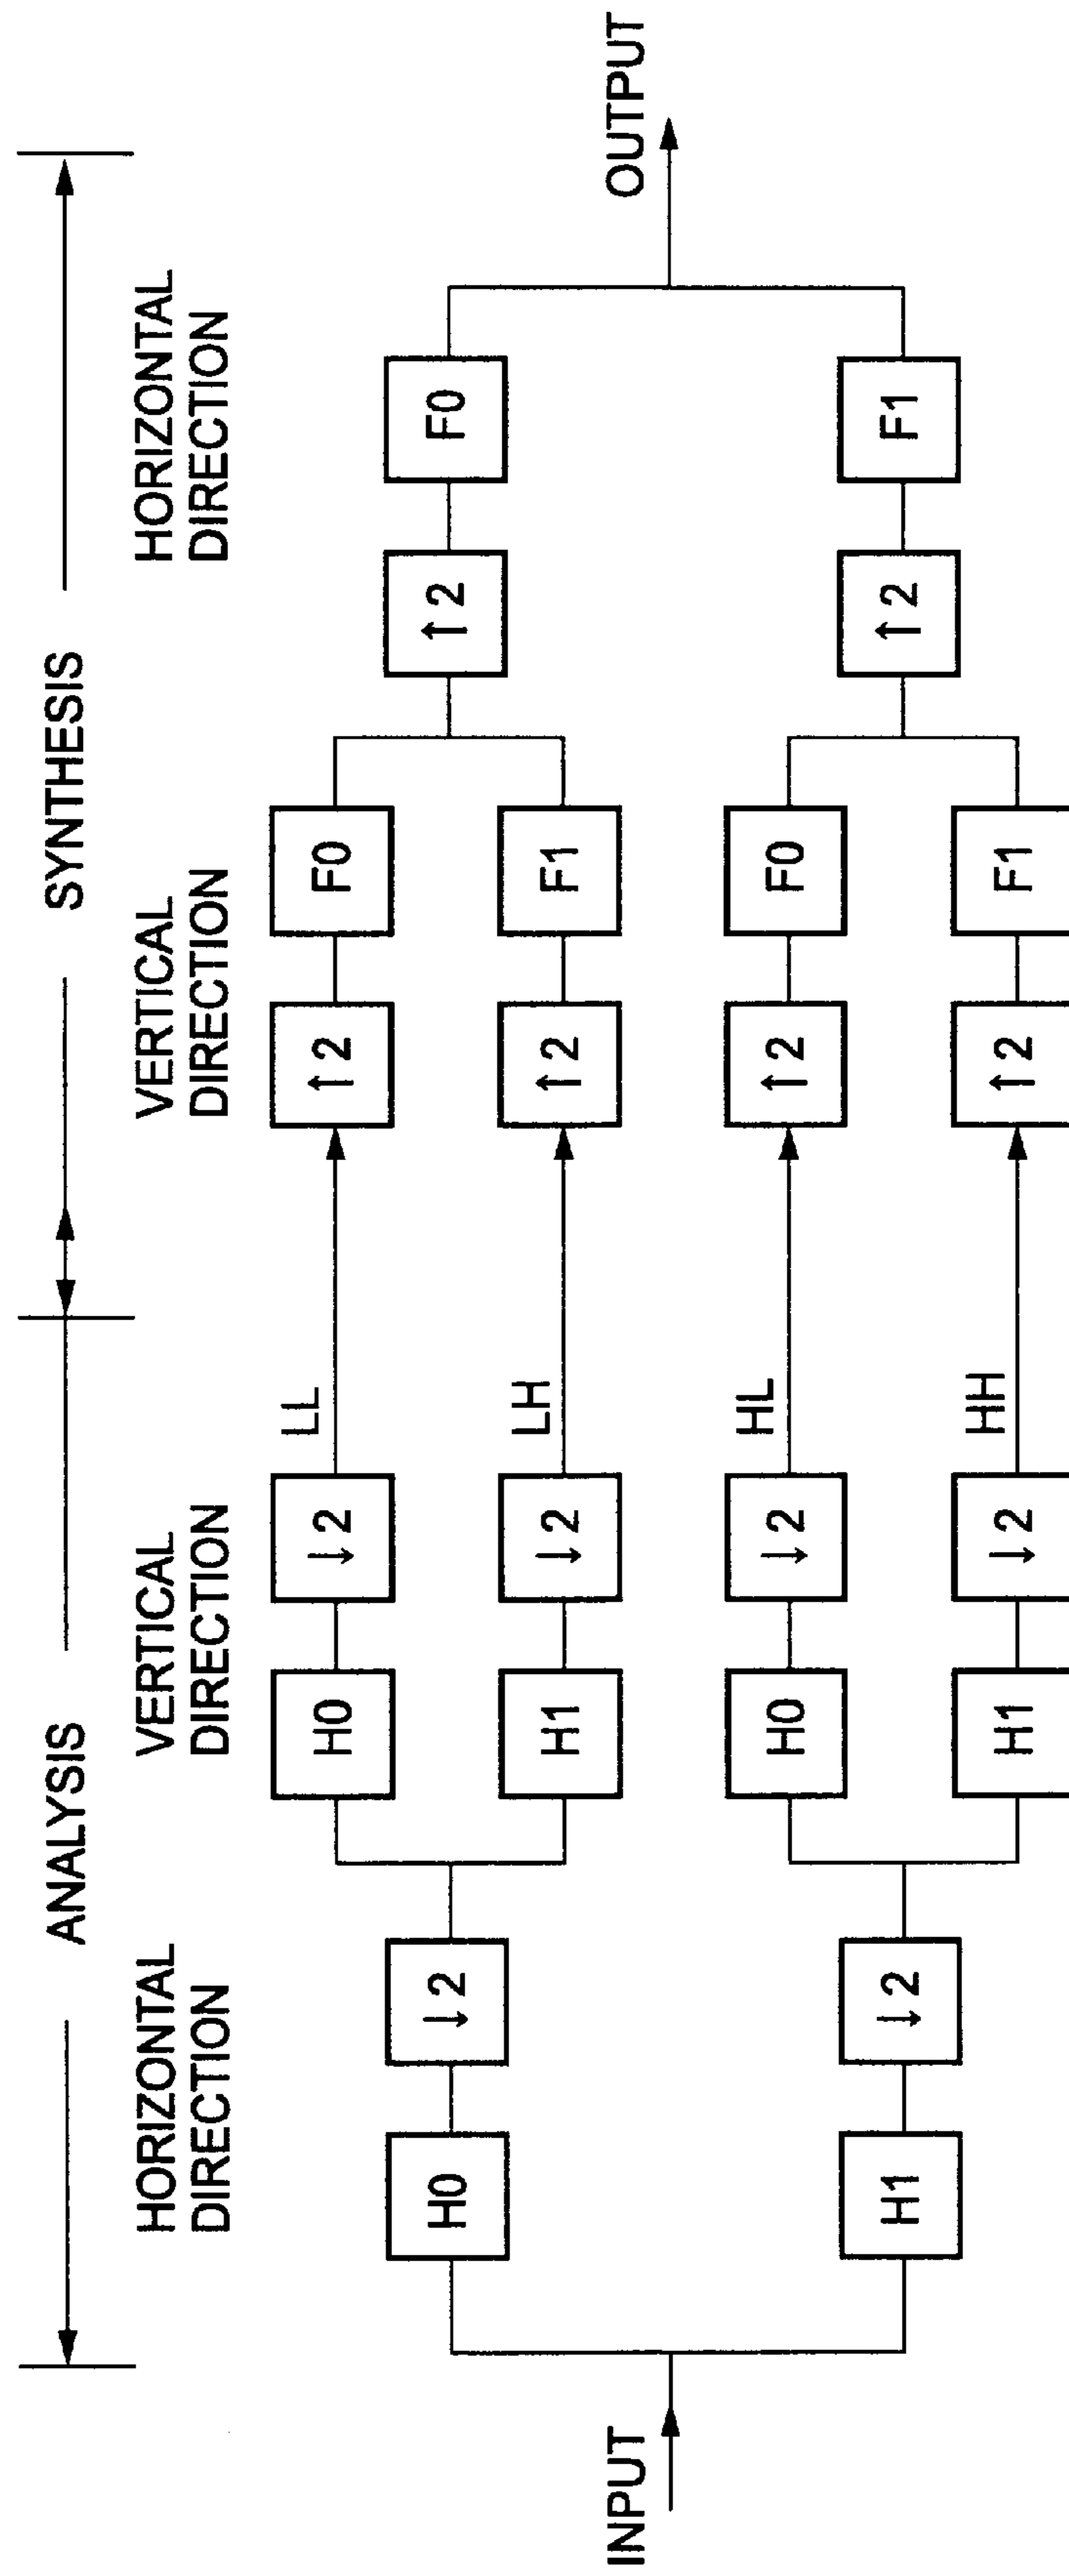 ANALYSIS
SYNTHESIS
HORIZONTAL
DIRECTION
VERTICAL
DIRECTION
VERTICAL
DIRECTION
HORIZONTAL
DIRECTION
H0
↓2
LL
↑2
F0
H0
↓2
↑2
F0
H1
↓2
LH
↑2
F1
INPUT
OUTPUT
H0
↓2
HL
↑2
F0
H1
↓2
↑2
F1
H1
↓2
HH
↑2
F1